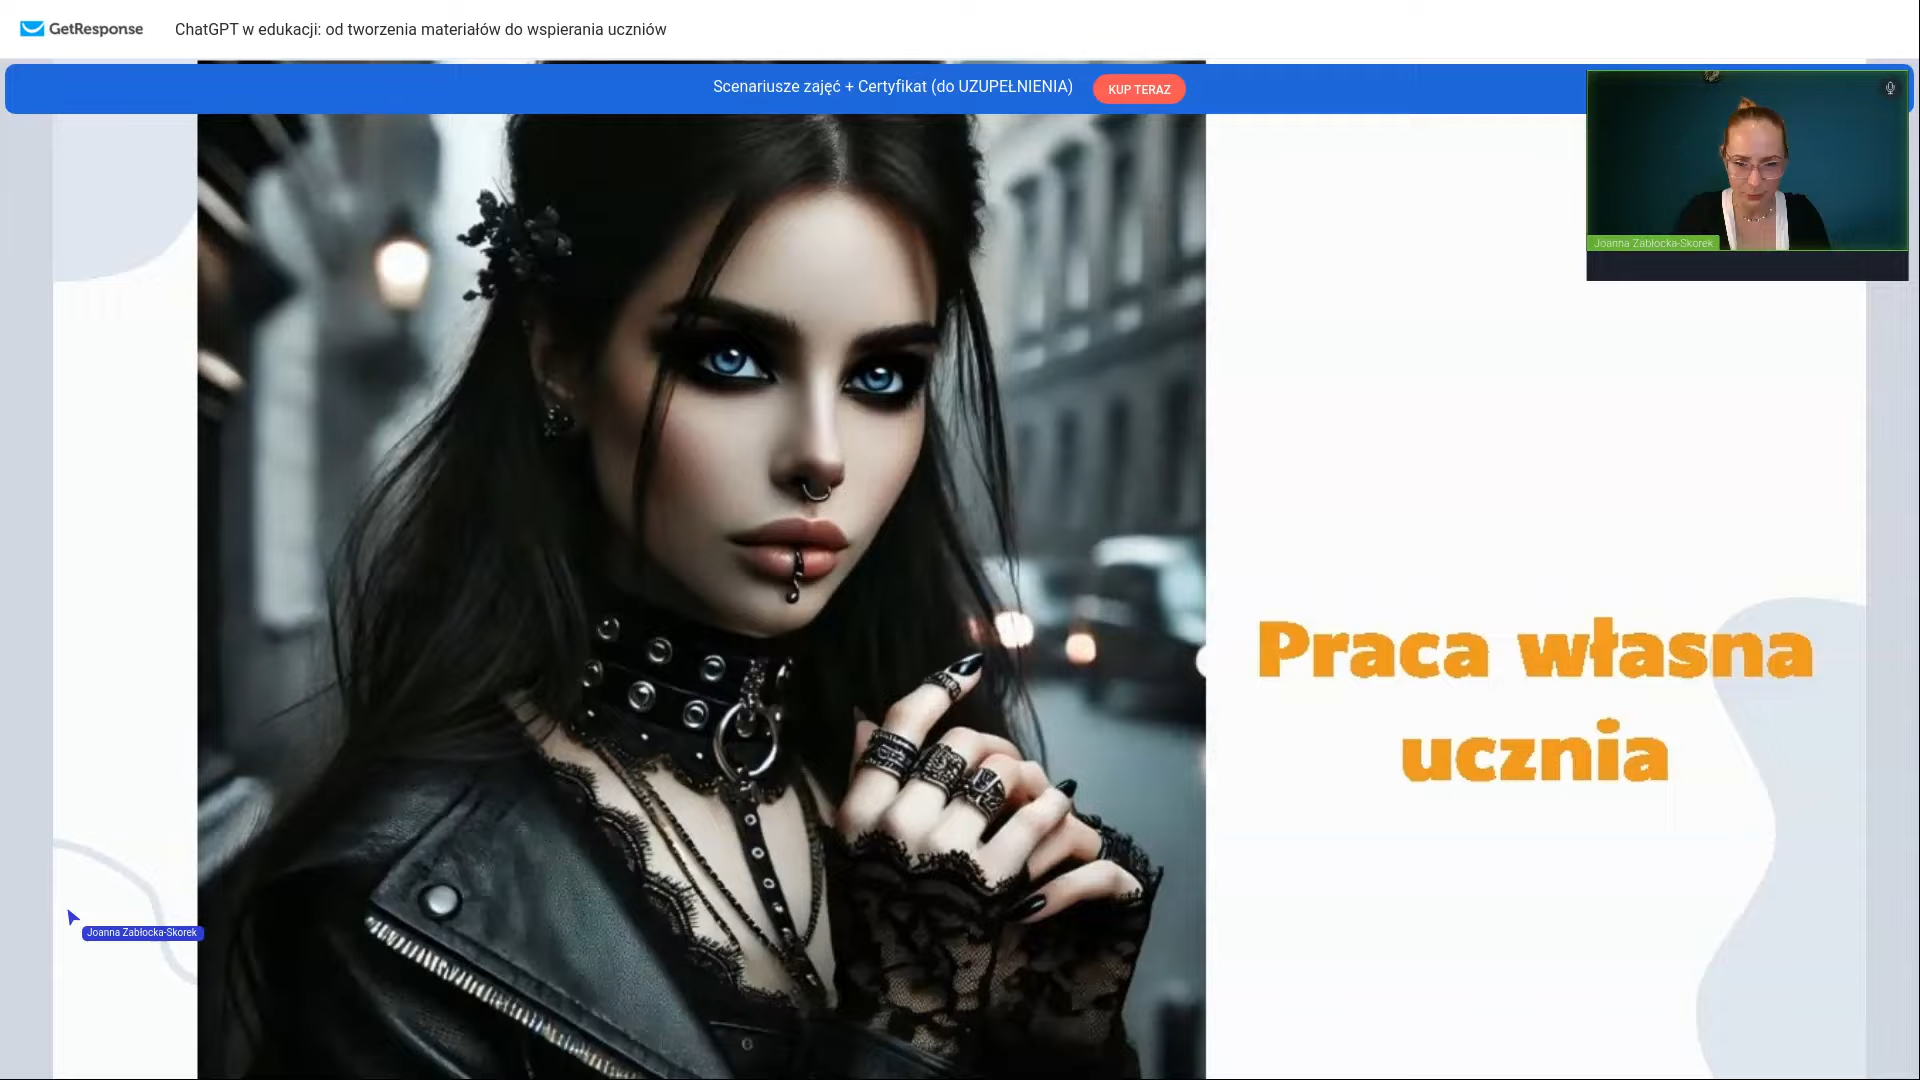 GetResponse
ChatGPT w edukacji: od tworzenia materiałów do wspierania uczniów
Scenariusze zajęć + Certyfikat (do UZUPEŁNIENIA)
KUP TERAZ
Joanna Zabłocka-Skorek
Praca własna
ucznia
Joanna Zabłocka-Skorek